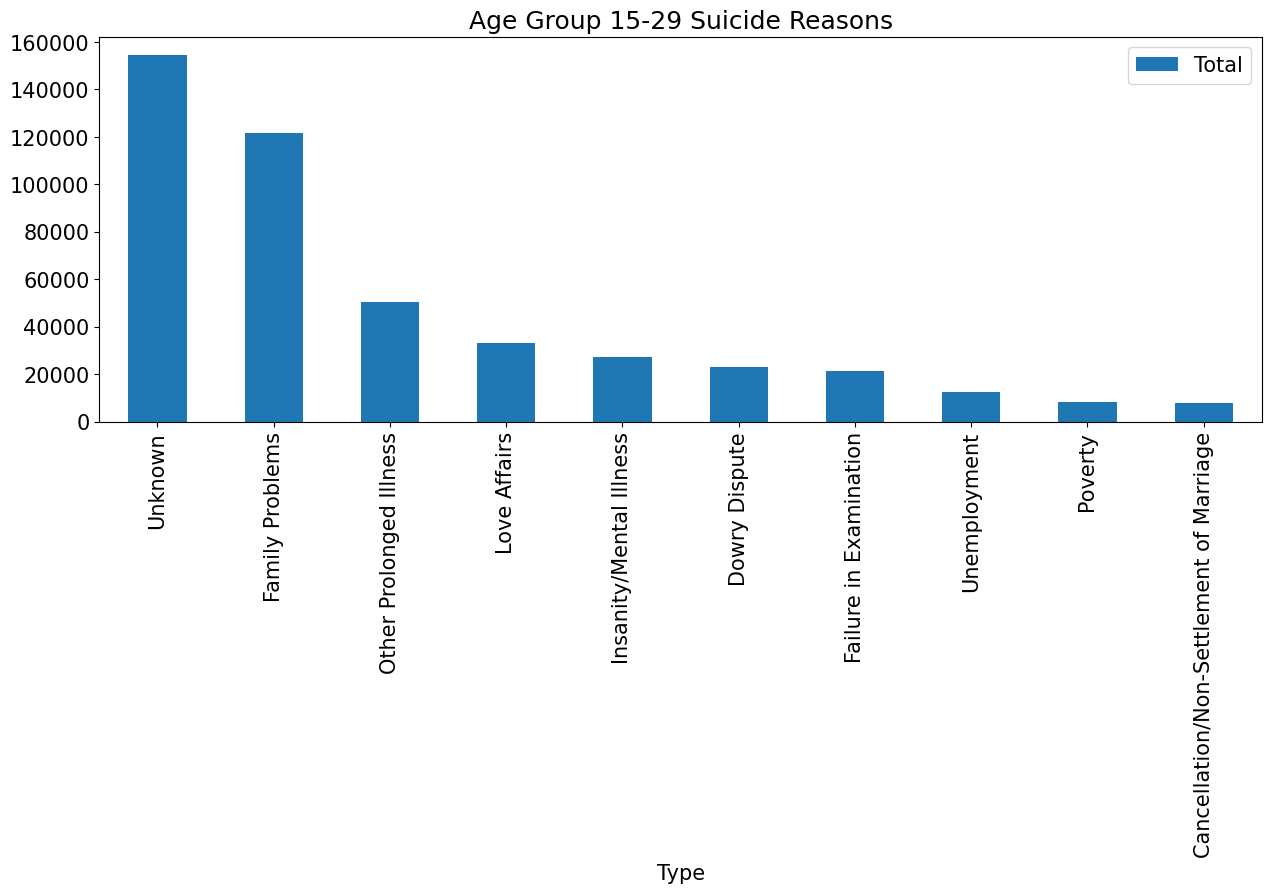 Age Group 15-29 Suicide Reasons
Total
160000
140000
120000
100000
80000
60000
40000
20000
0
Unknown
Family Problems
Other Prolonged Illness
Love Affairs
Insanity/Mental Illness
Dowry Dispute
Failure in Examination
Unemployment
Poverty
Cancellation/Non-Settlement of Marriage
Type